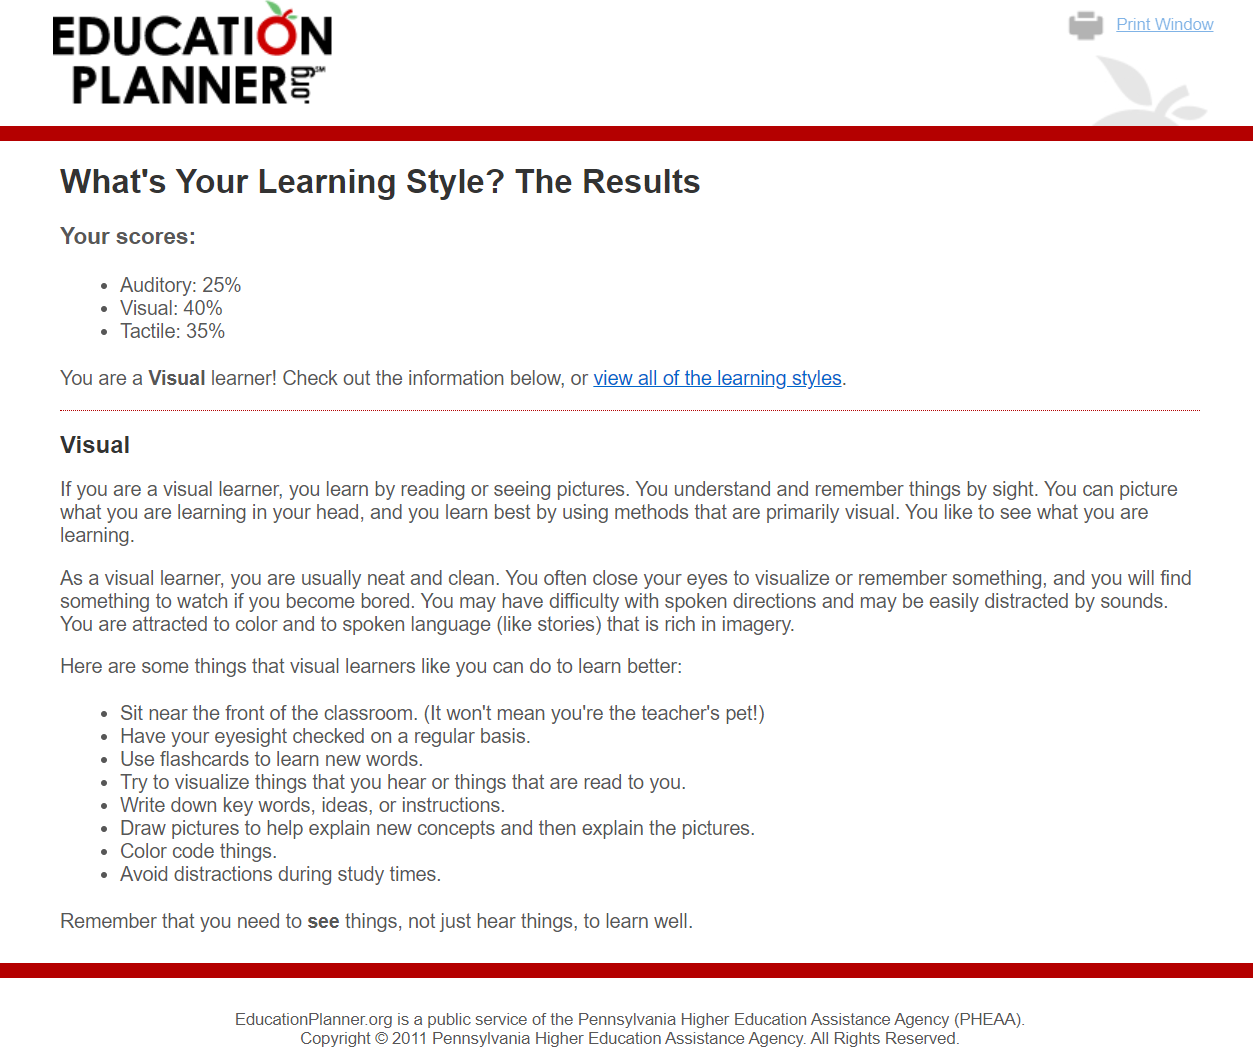 EDUCATION
PLANNER.org℠
Print Window
What's Your Learning Style? The Results
Your scores:
• Auditory: 25%
• Visual: 40%
• Tactile: 35%
You are a Visual learner! Check out the information below, or view all of the learning styles.
Visual
If you are a visual learner, you learn by reading or seeing pictures. You understand and remember things by sight. You can picture
what you are learning in your head, and you learn best by using methods that are primarily visual. You like to see what you are
learning.
As a visual learner, you are usually neat and clean. You often close your eyes to visualize or remember something, and you will find
something to watch if you become bored. You may have difficulty with spoken directions and may be easily distracted by sounds.
You are attracted to color and to spoken language (like stories) that is rich in imagery.
Here are some things that visual learners like you can do to learn better:
• Sit near the front of the classroom. (It won't mean you're the teacher's pet!)
• Have your eyesight checked on a regular basis.
• Use flashcards to learn new words.
• Try to visualize things that you hear or things that are read to you.
• Write down key words, ideas, or instructions.
• Draw pictures to help explain new concepts and then explain the pictures.
• Color code things.
• Avoid distractions during study times.
Remember that you need to see things, not just hear things, to learn well.
EducationPlanner.org is a public service of the Pennsylvania Higher Education Assistance Agency (PHEAA).
Copyright © 2011 Pennsylvania Higher Education Assistance Agency. All Rights Reserved.